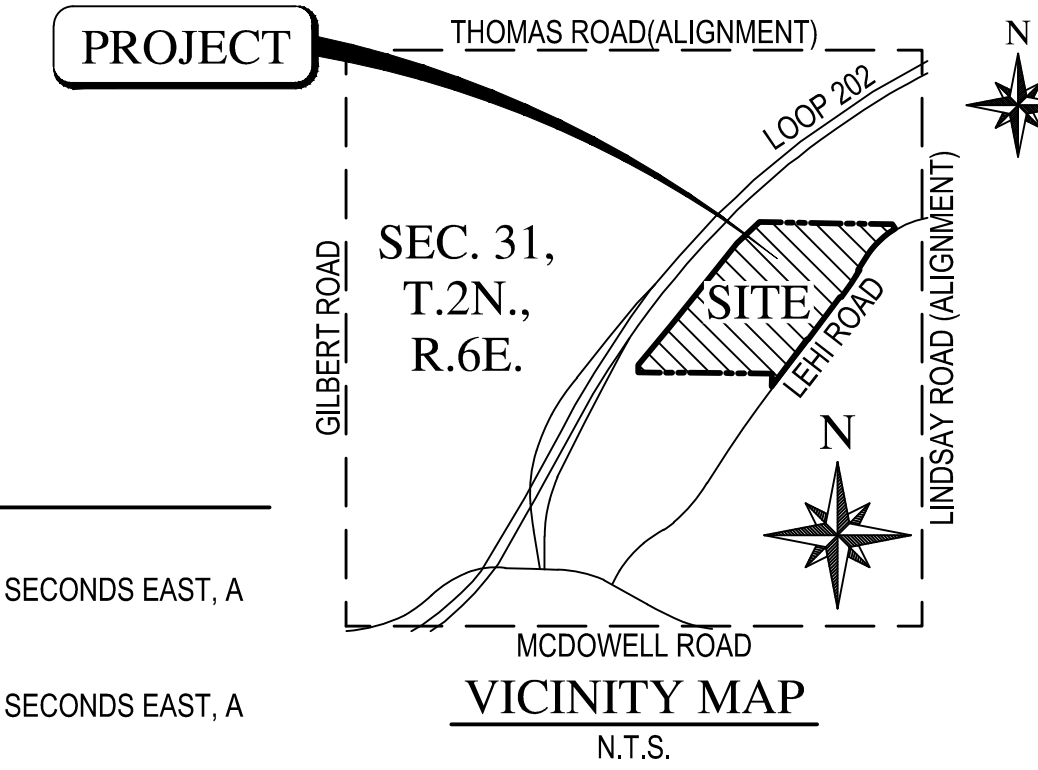 PROJECT
THOMAS ROAD(ALIGNMENT)
N
LOOP 202
SEC. 31,
T.2N.,
R.6E.
GILBERT ROAD
SITE
LEHI ROAD
LINDSAY ROAD (ALIGNMENT)
N
SECONDS EAST, A
MCDOWELL ROAD
SECONDS EAST, A
VICINITY MAP
N.T.S.